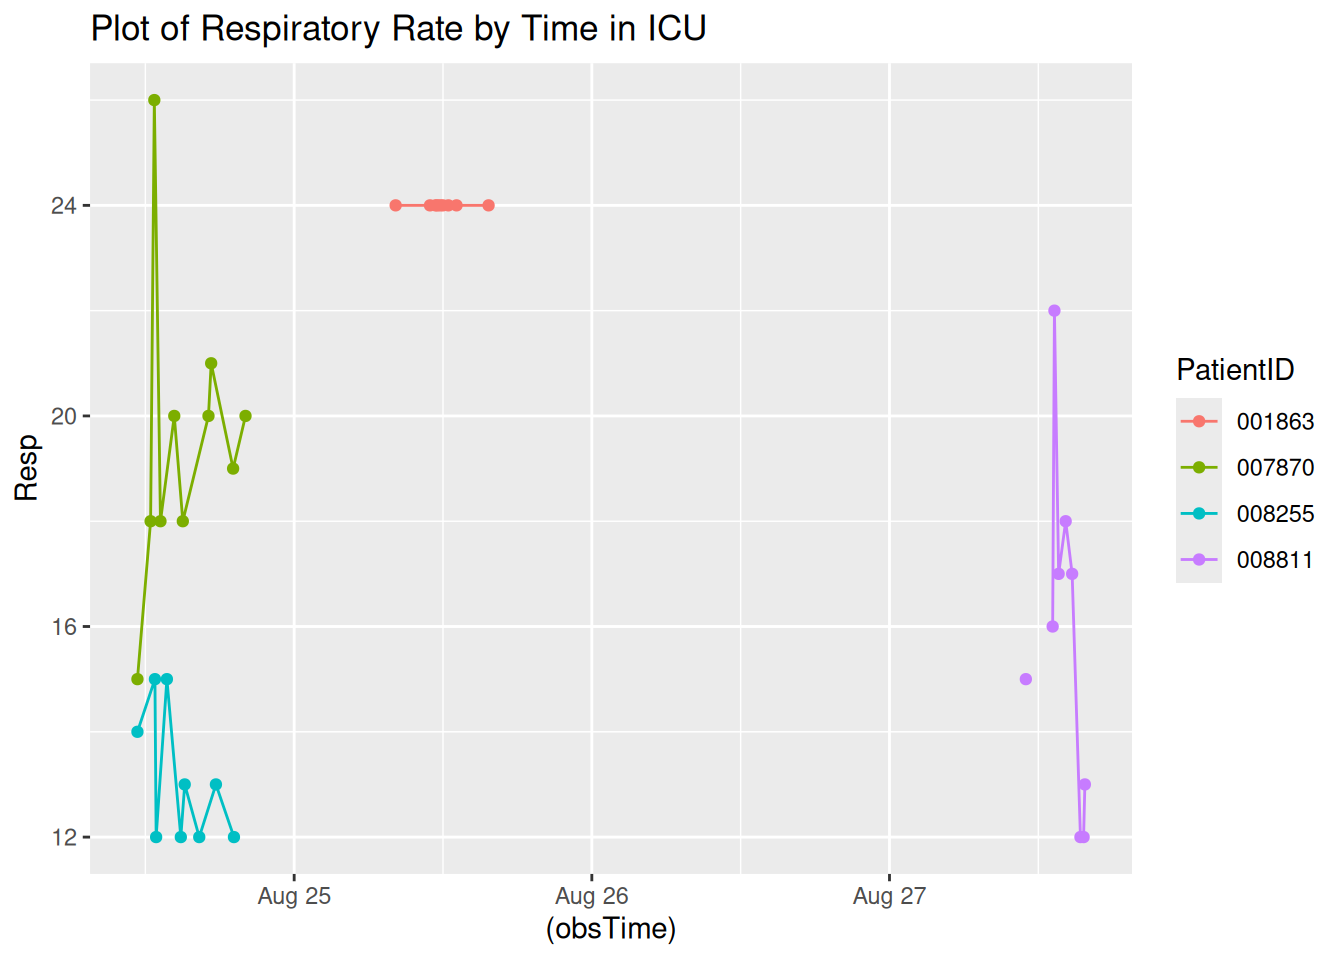 Plot of Respiratory Rate by Time in ICU
Resp
24
20
16
12
Aug 25
Aug 26
Aug 27
(obsTime)
PatientID
001863
007870
008255
008811